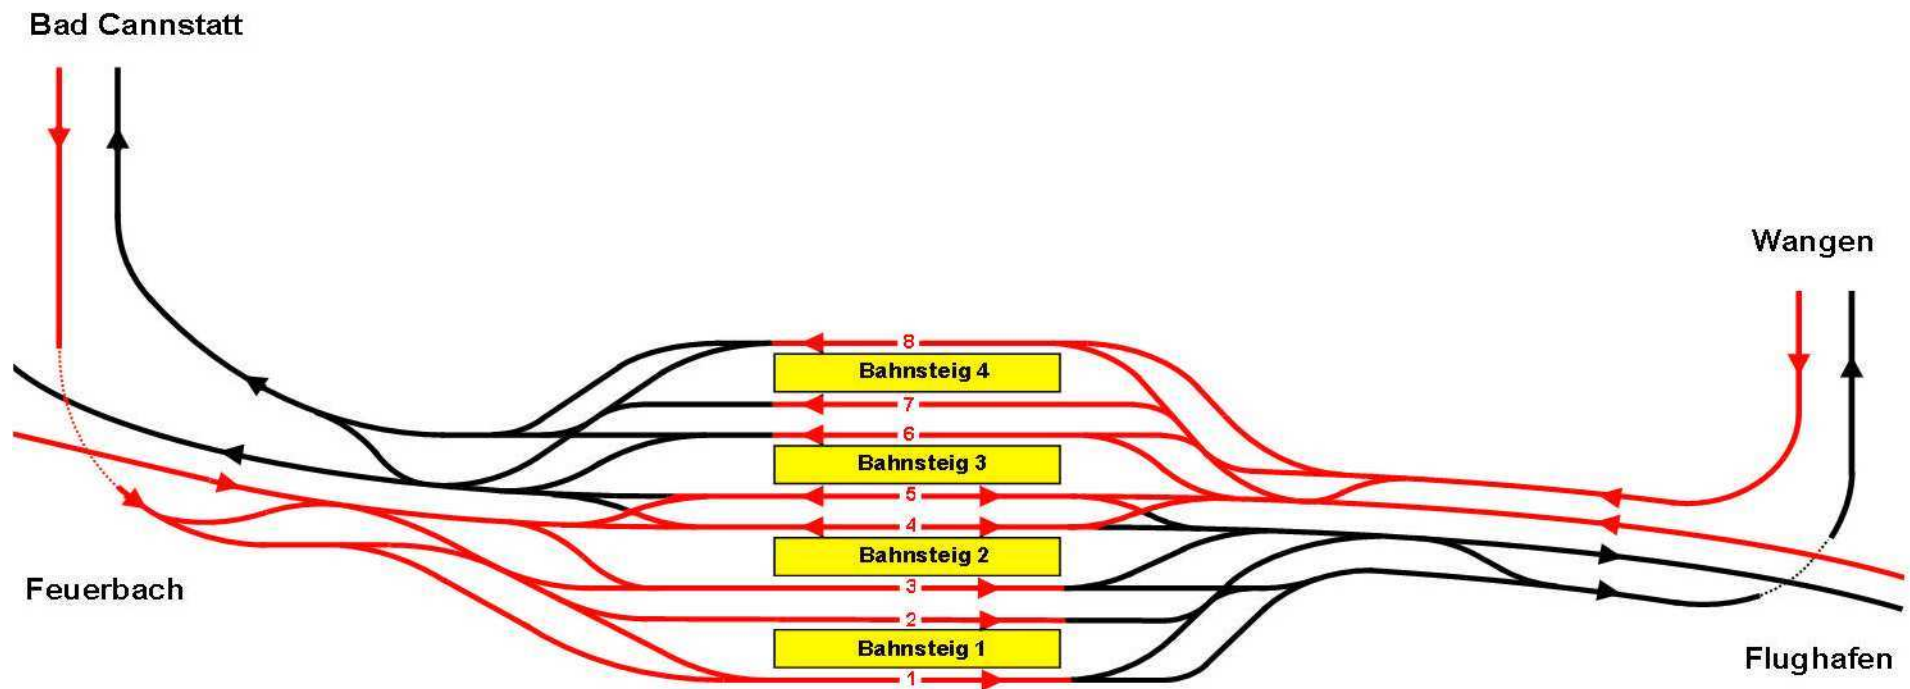 Bad Cannstatt
Wangen
8
Bahnsteig 4
7
6
Bahnsteig 3
5
4
Bahnsteig 2
3
2
Bahnsteig 1
1
Feuerbach
Flughafen